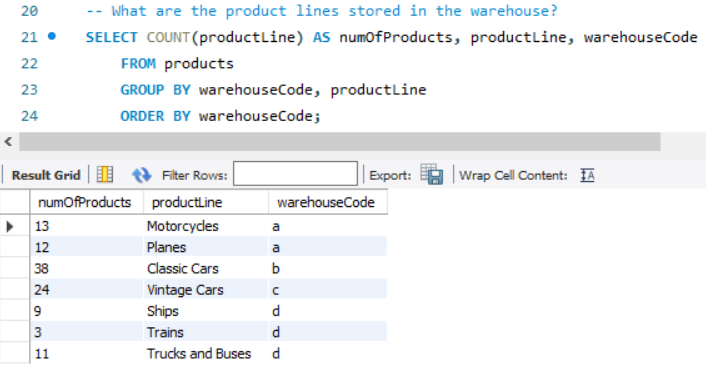 20 -- What are the product lines stored in the warehouse?
21 SELECT COUNT(productLine) AS numOfProducts, productLine, warehouseCode
22 FROM products
23 GROUP BY warehouseCode, productLine
24 ORDER BY warehouseCode;
Result Grid Filter Rows: Export: Wrap Cell Content: IA
numOfProducts productLine warehouseCode
13 Motorcycles a
12 Planes a
38 Classic Cars b
24 Vintage Cars c
9 Ships d
3 Trains d
11 Trucks and Buses d